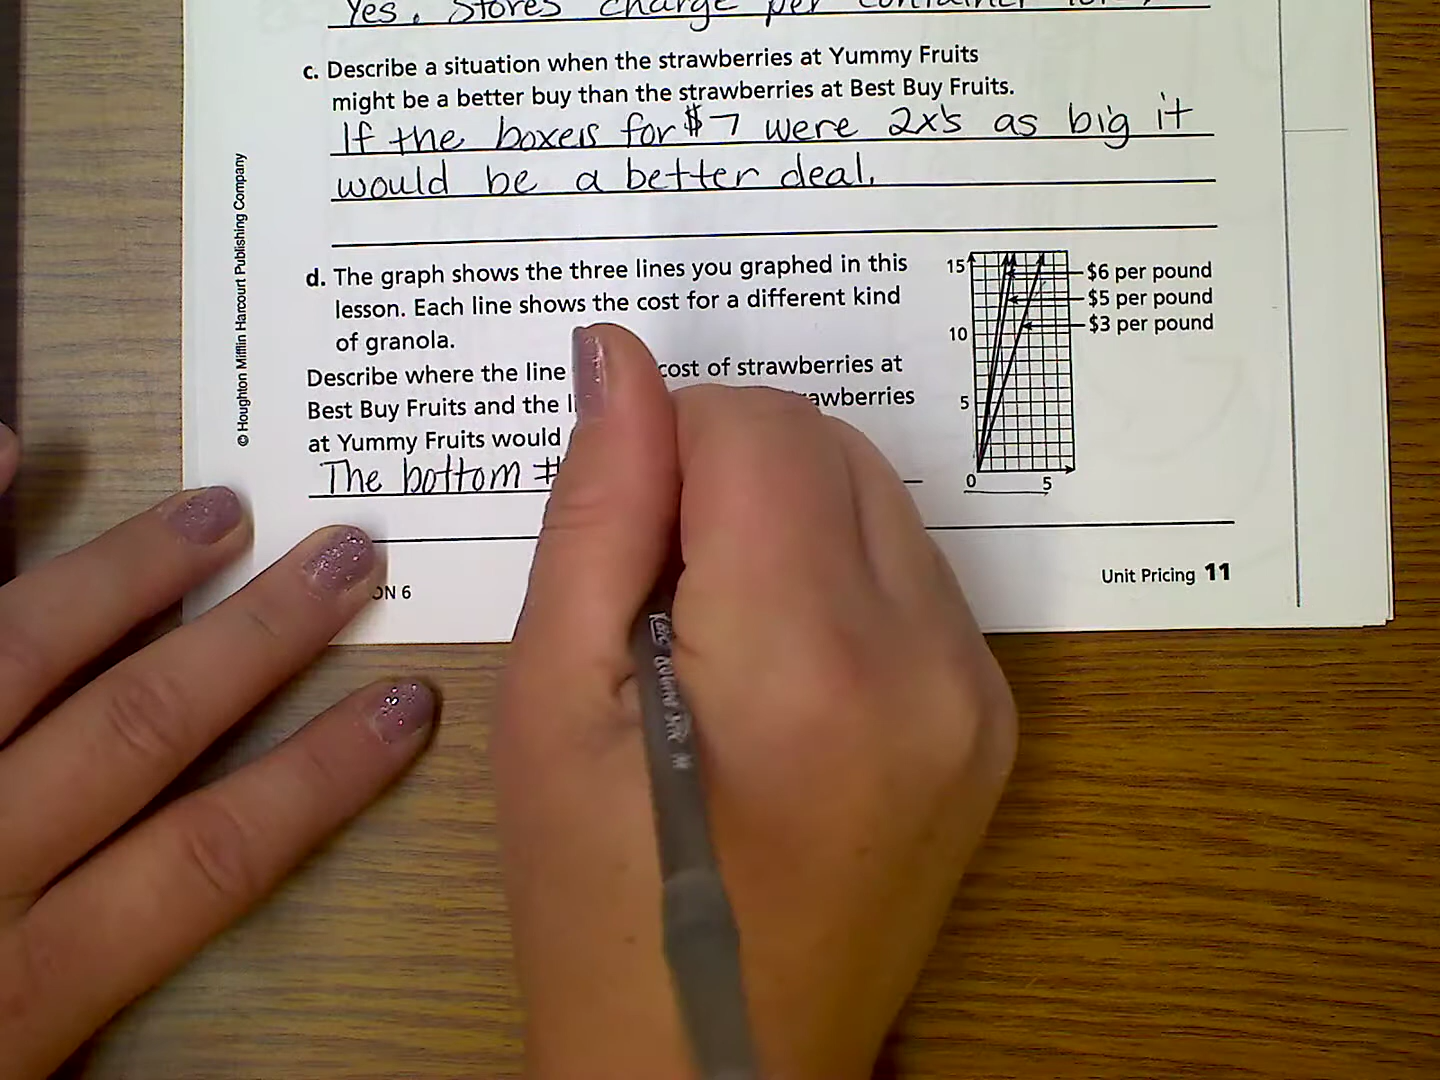 Yes. Stores charge per container
c. Describe a situation when the strawberries at Yummy Fruits
might be a better buy than the strawberries at Best Buy Fruits.
If the boxes for $7 were 2x's as big it
would be a better deal.
© Houghton Mifflin Harcourt Publishing Company
d. The graph shows the three lines you graphed in this
lesson. Each line shows the cost for a different kind
of granola.
Describe where the line cost of strawberries at
Best Buy Fruits and the
at Yummy Fruits would
The bottom #
15
10
5
0 5
$6 per pound
$5 per pound
$3 per pound
6
Unit Pricing 11